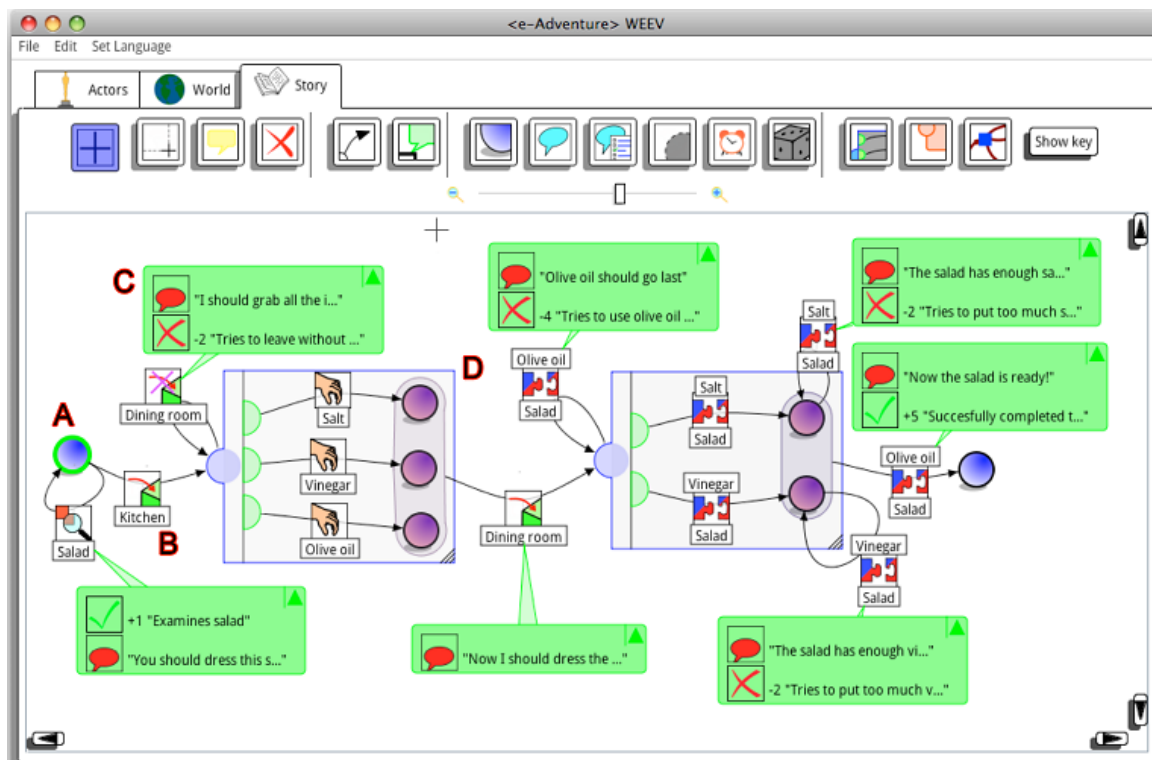 <e-Adventure> WEEV
File Edit Set Language
Actors World Story
Show key
C
"I should grab all the i..."
-2 "Tries to leave without ..."
Dining room
A
Kitchen
B
Salad
+1 "Examines salad"
"You should dress this s..."
Salt
Vinegar
Olive oil
"Olive oil should go last"
-4 "Tries to use olive oil ..."
D
Olive oil
Salad
Dining room
"Now I should dress the ..."
Salt
Salad
Vinegar
Salad
"The salad has enough sa..."
-2 "Tries to put too much s..."
Salt
Salad
"Now the salad is ready!"
+5 "Succesfully completed t..."
Olive oil
Salad
Vinegar
Salad
"The salad has enough vi..."
-2 "Tries to put too much v..."